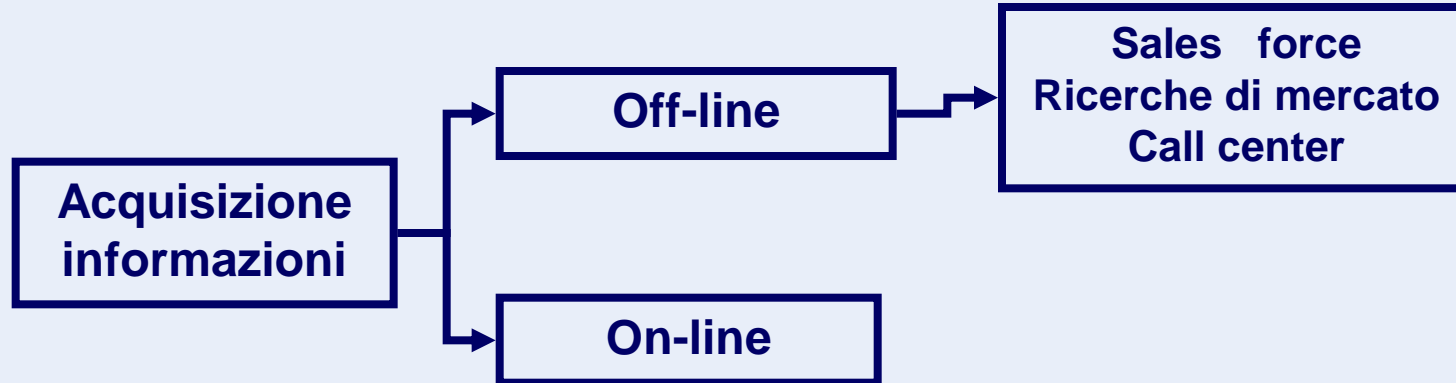 Acquisizione
informazioni
Off-line
On-line
Sales force
Ricerche di mercato
Call center